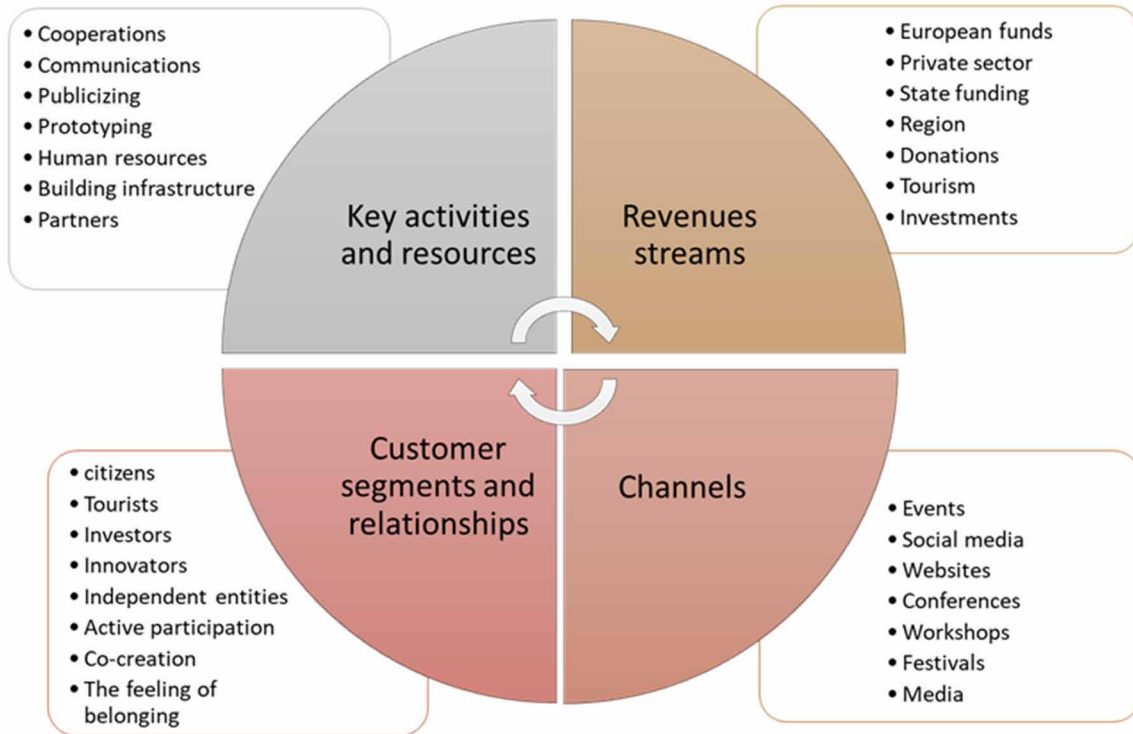 • Cooperations
• Communications
• Publicizing
• Prototyping
• Human resources
• Building infrastructure
• Partners
Key activities
and resources
• European funds
• Private sector
• State funding
• Region
• Donations
• Tourism
• Investments
Revenues
streams
• citizens
• Tourists
• Investors
• Innovators
• Independent entities
• Active participation
• Co-creation
• The feeling of
belonging
Customer
segments and
relationships
Channels
• Events
• Social media
• Websites
• Conferences
• Workshops
• Festivals
• Media